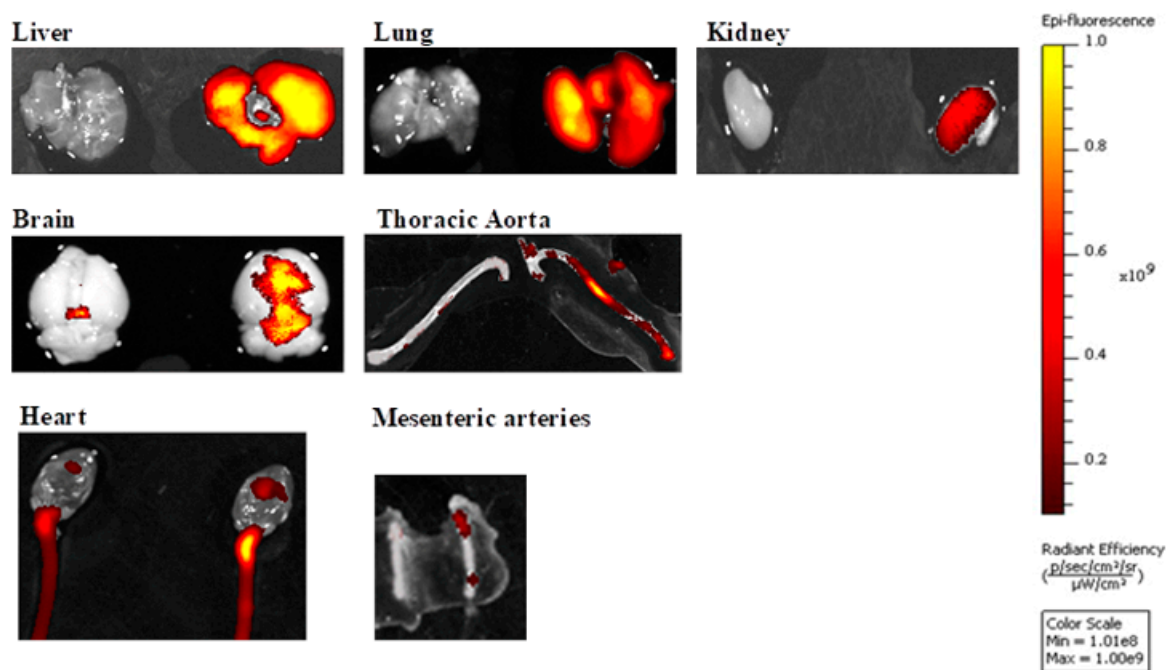 Liver
Lung
Kidney
Brain
Thoracic Aorta
Heart
Mesenteric arteries
Epi-fluorescence
1.0
0.8
0.6
x10⁹
0.4
0.2
Radiant Efficiency
(p/sec/cm²/sr
µW/cm²)
Color Scale
Min = 1.01e8
Max = 1.00e9